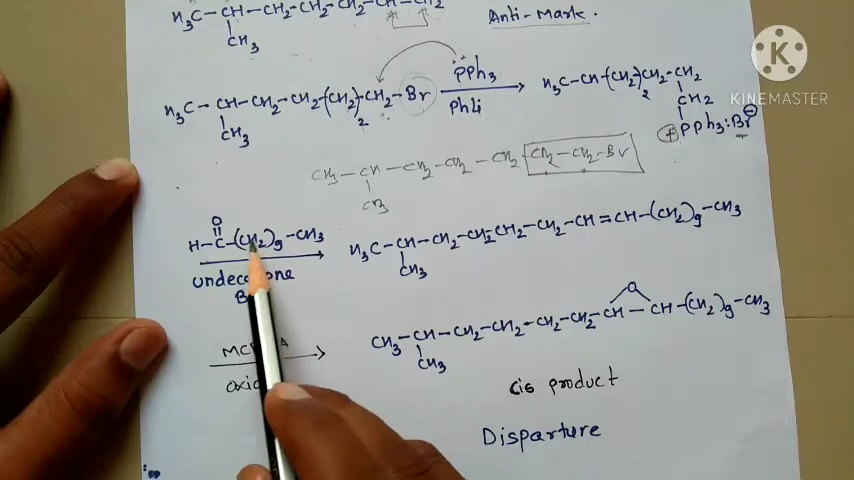 H3C-CH-CH2-CH2-CH2-CH-CH2
CH3
Anti-Mark.
H3C-CH-CH2-CH2-(CH2)2-CH2-Br
CH3
PPh3
PhLi
H3C-CH-(CH2)2-CH2-CH2
CH2
⊕PPh3:Br⊖
KINEMASTER
CH3-CH-CH2-CH2-CH2-CH2-CH2-Br
CH3
O
H-C-(CH2)9-CH3
H3C-CH-CH2-CH2-CH2-CH2-CH=CH-(CH2)9-CH3
CH3
O
CH3-CH-CH2-CH2-CH2-CH2-CH-CH-(CH2)9-CH3
CH3
cis product
Disparture